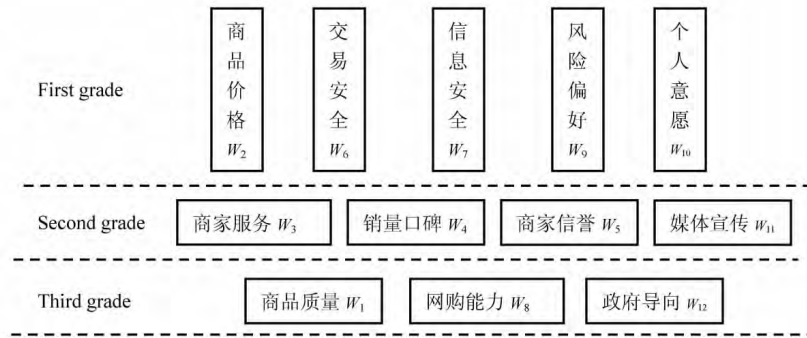 First grade
商品价格 W2
交易安全 W6
信息安全 W7
风险偏好 W9
个人意愿 W10
Second grade
商家服务 W3
销量口碑 W4
商家信誉 W5
媒体宣传 W11
Third grade
商品质量 W1
网购能力 W8
政府导向 W12